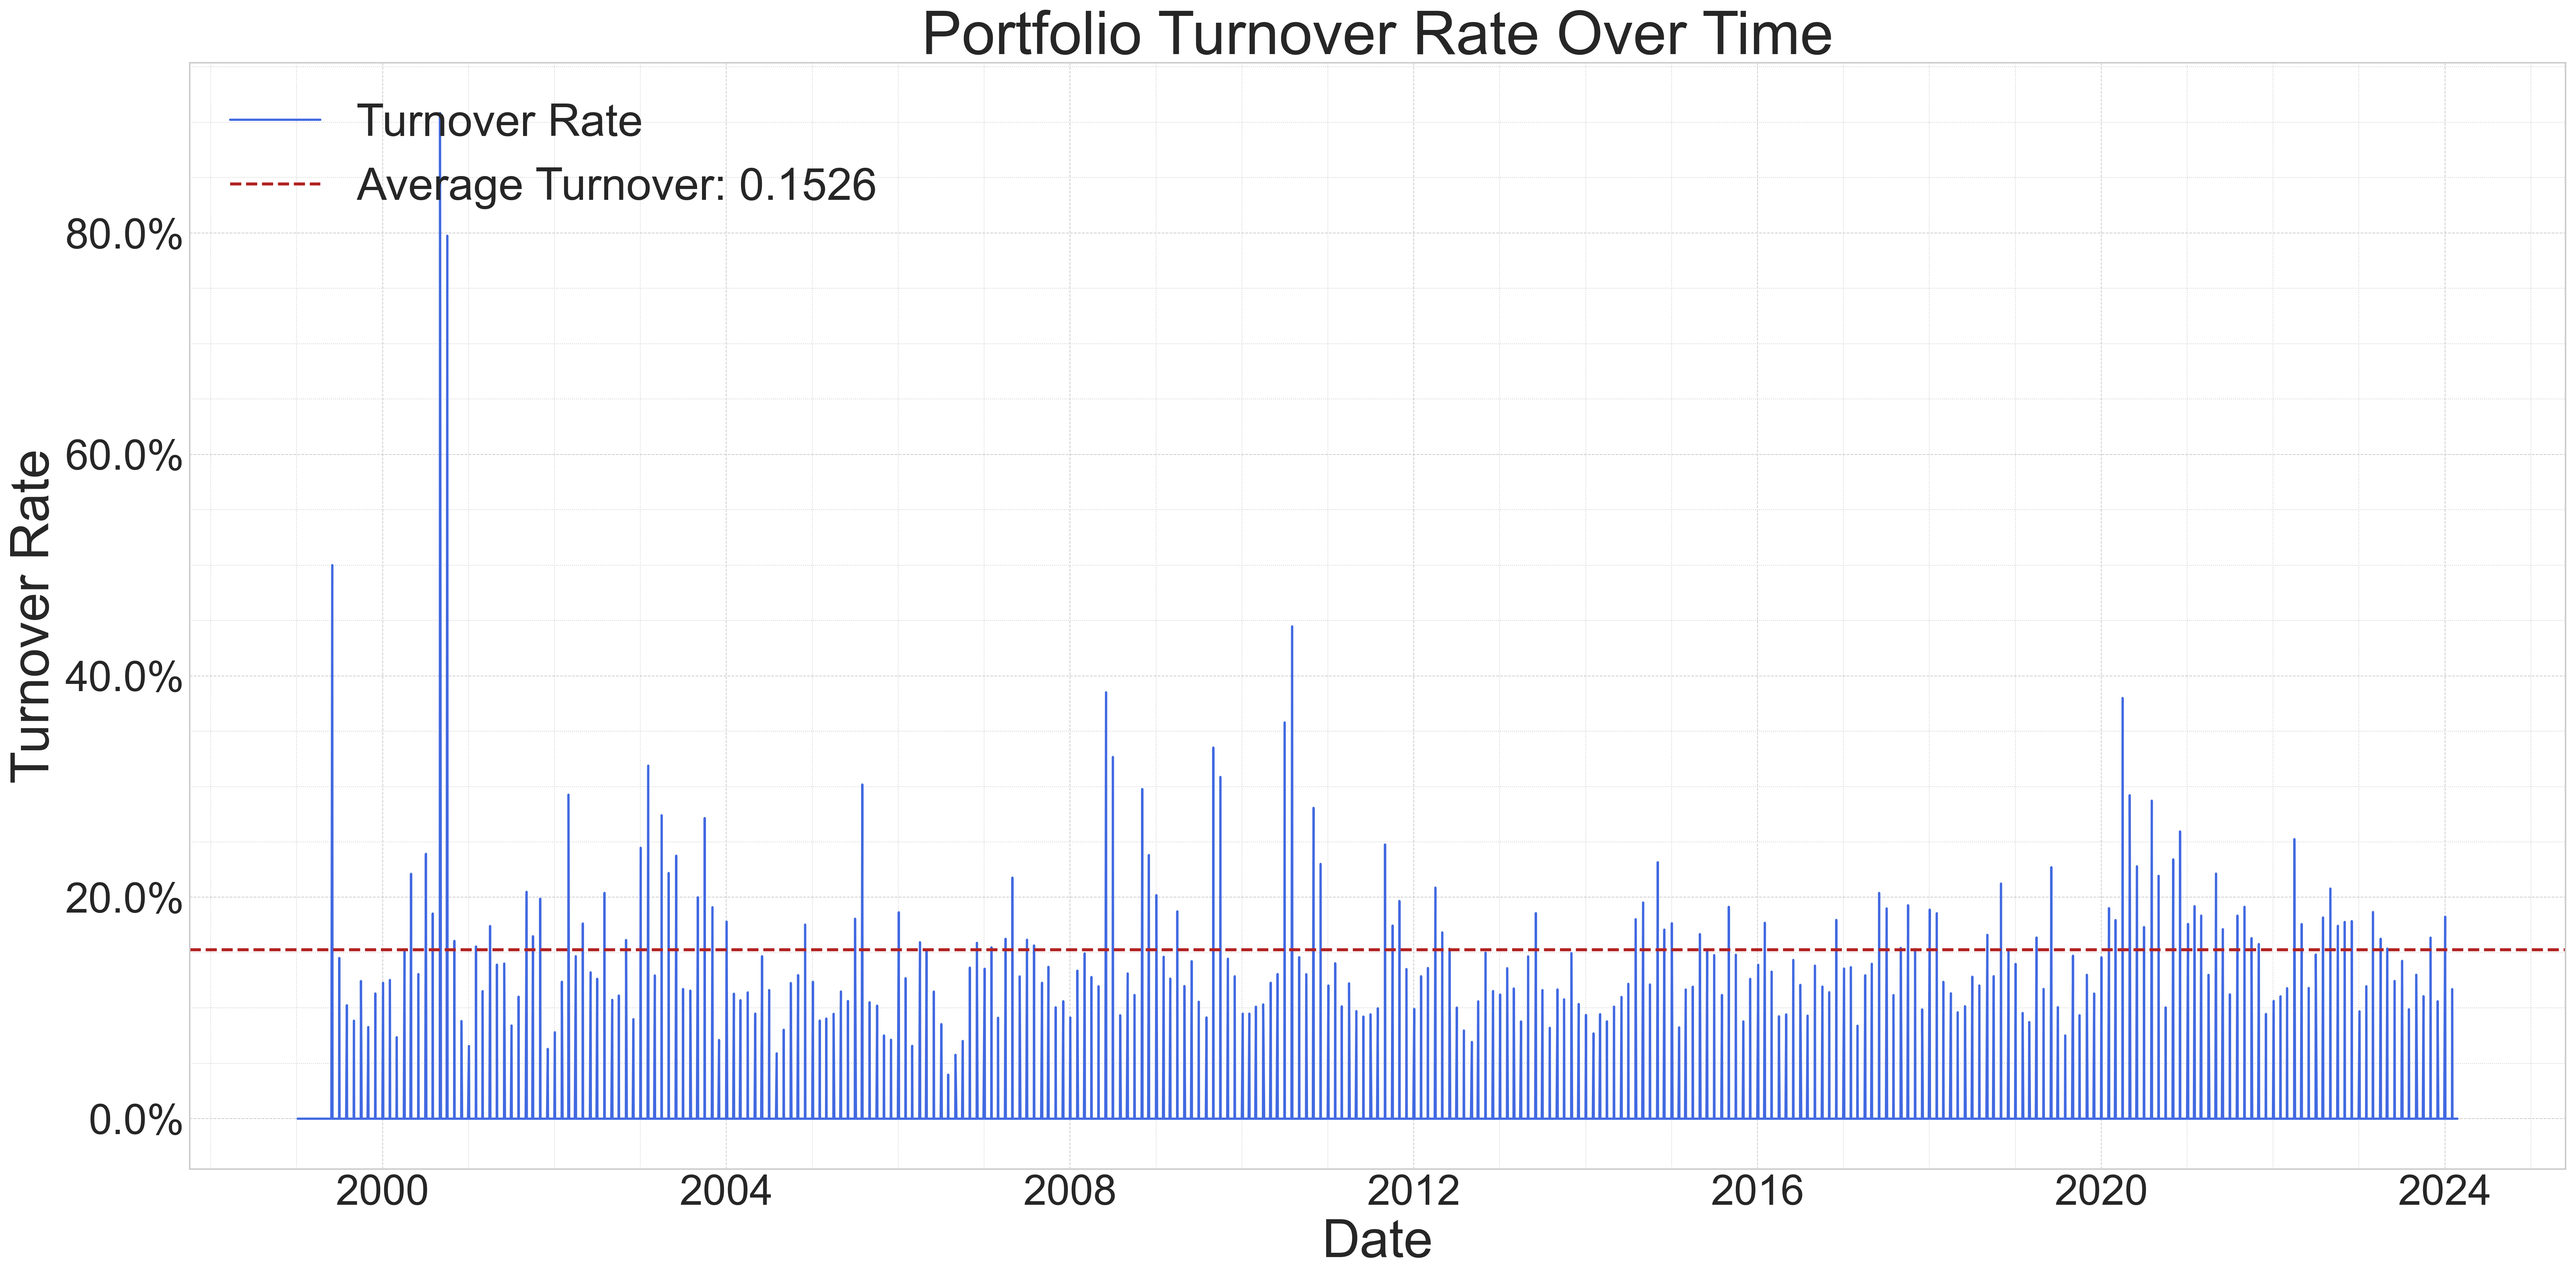 Portfolio Turnover Rate Over Time
Turnover Rate
Average Turnover: 0.1526
80.0%
60.0%
40.0%
20.0%
0.0%
Turnover Rate
2000 2004 2008 2012 2016 2020 2024
Date